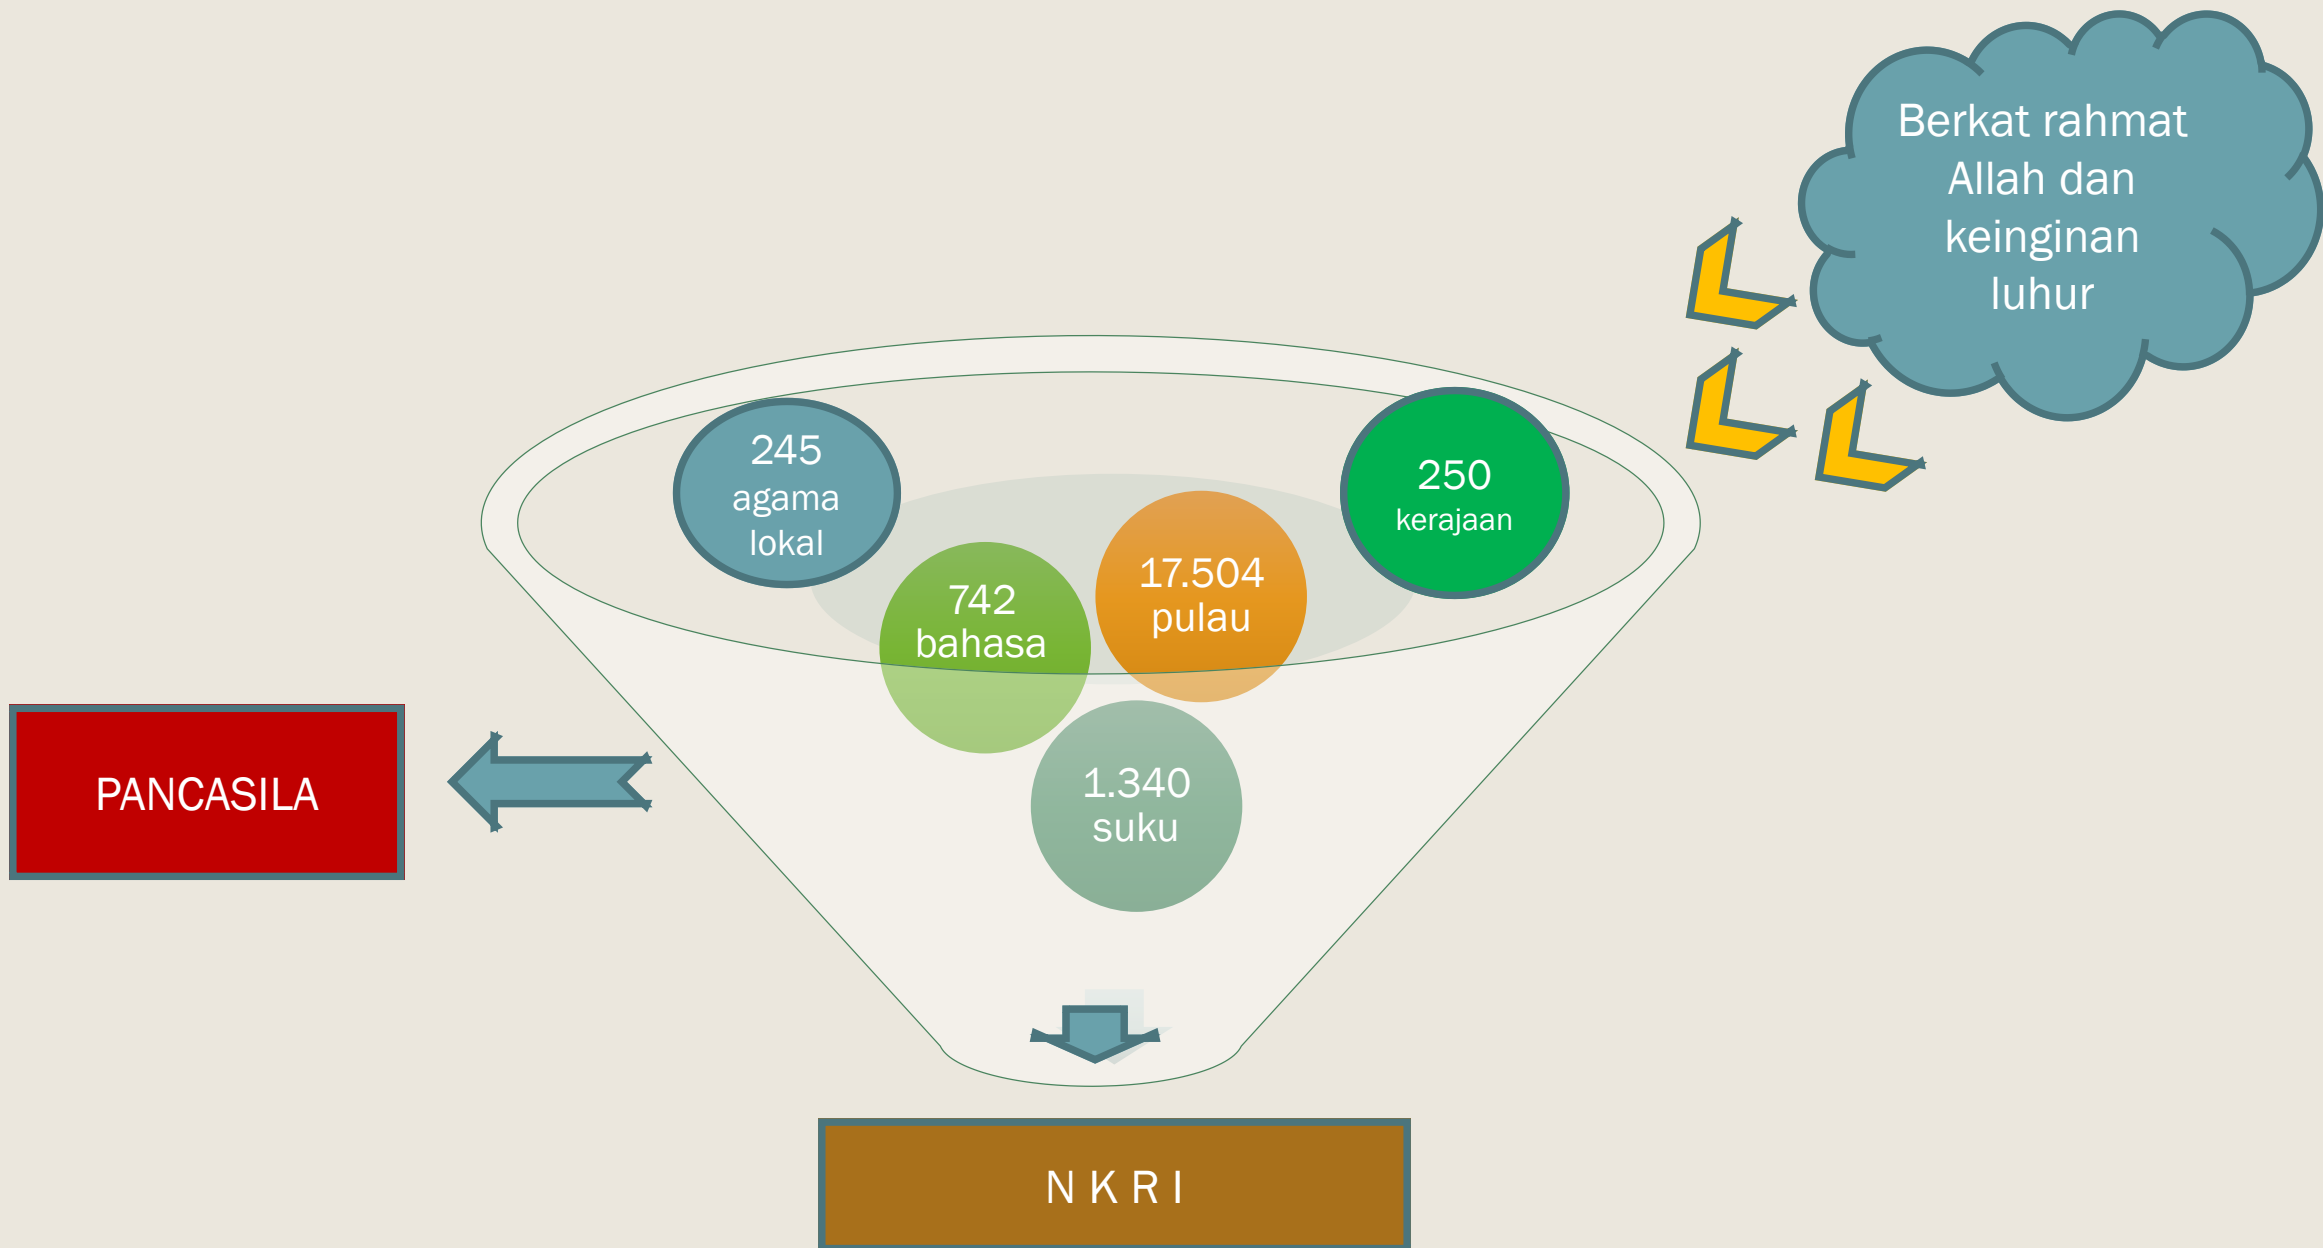 Berkat rahmat
Allah dan
keinginan
luhur
245
agama
lokal
250
kerajaan
742
bahasa
17.504
pulau
1.340
suku
PANCASILA
N K R I